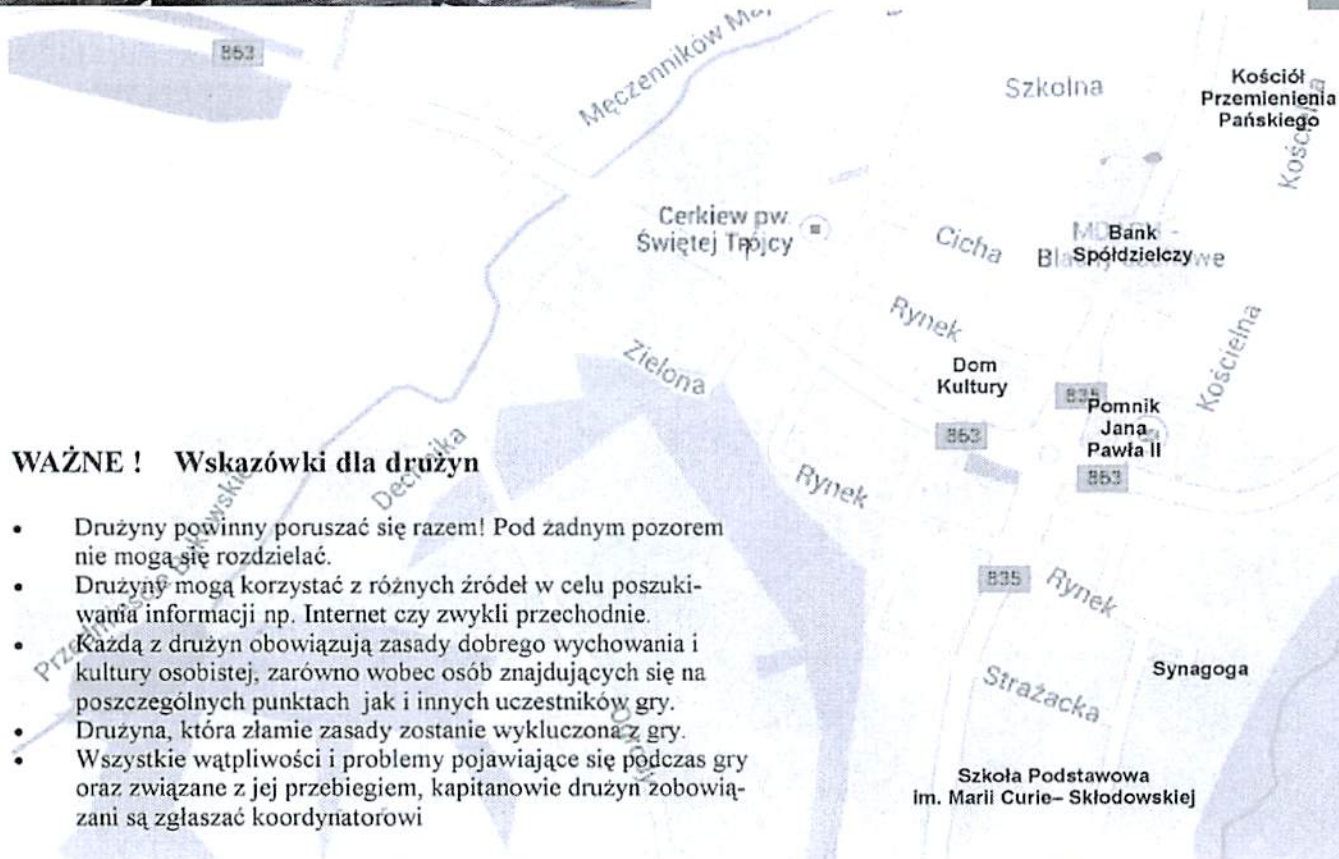 863
Męczenników Maj
Szkolna
Kościół
Przemienienia
Pańskiego
Kościelna
Cerkiew pw.
Świętej Trójcy
Cicha
Bank
Spółdzielczy
Rynek
Kościelna
Zielona
Dom
Kultury
835
Pomnik
Jana
Pawła II
863
863
Rynek
WAŻNE ! Wskazówki dla drużyn
• Drużyny powinny poruszać się razem! Pod żadnym pozorem
nie mogą się rozdzielać.
• Drużyny mogą korzystać z różnych źródeł w celu poszuki-
wania informacji np. Internet czy zwykli przechodnie.
• Każdą z drużyn obowiązują zasady dobrego wychowania i
kultury osobistej, zarówno wobec osób znajdujących się na
poszczególnych punktach jak i innych uczestników gry.
• Drużyna, która złamie zasady zostanie wykluczona z gry.
• Wszystkie wątpliwości i problemy pojawiające się podczas gry
oraz związane z jej przebiegiem, kapitanowie drużyn zobowią-
zani są zgłaszać koordynatorowi
835
Rynek
Synagoga
Strażacka
Szkoła Podstawowa
im. Marii Curie– Skłodowskiej